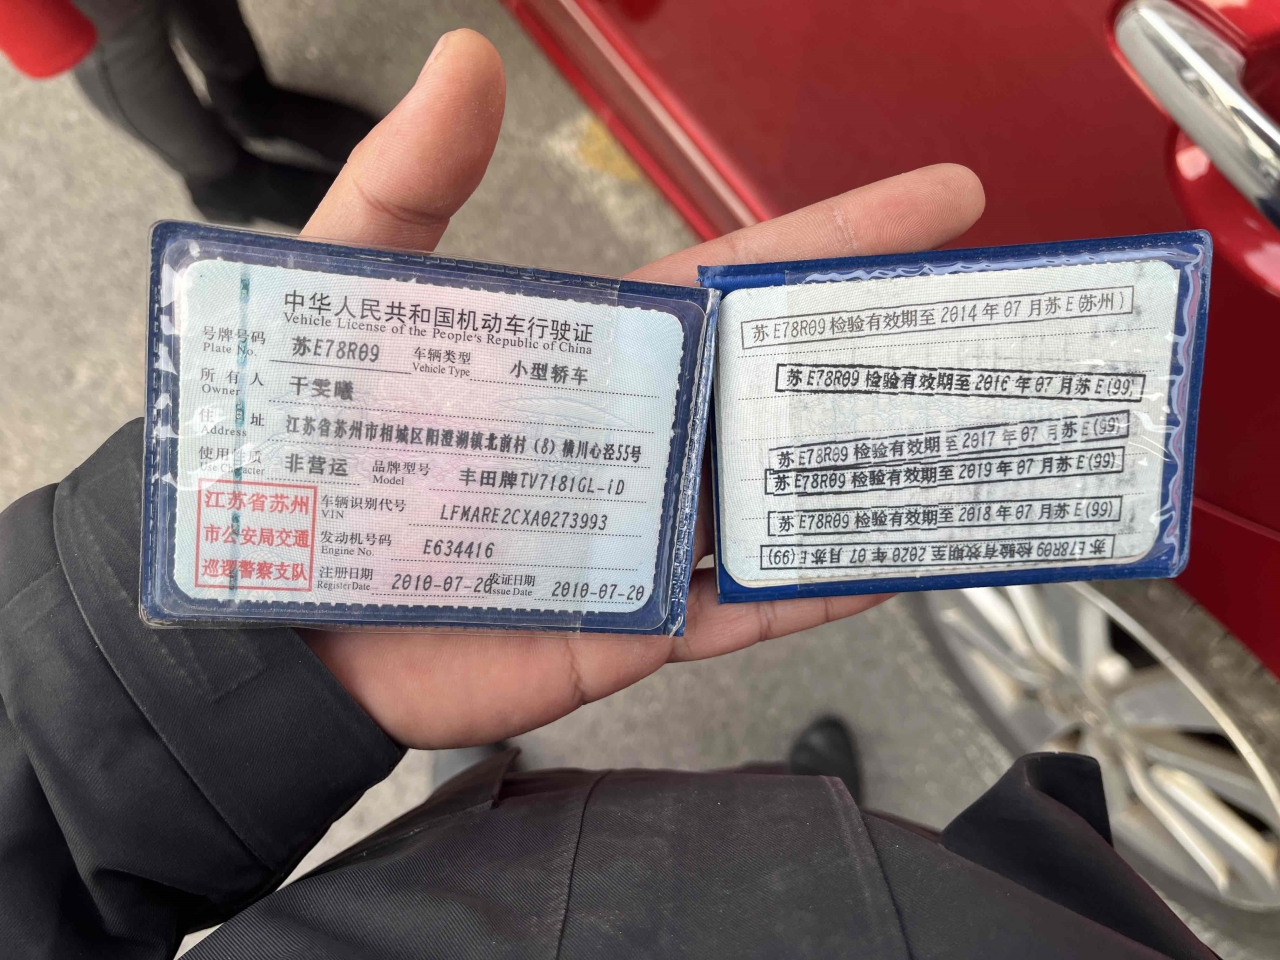 中华人民共和国机动车行驶证
Vehicle License of the People's Republic of China
号牌号码 苏E78R09 车辆类型 小型轿车
Plate No. Vehicle Type
所有人 干雯曦
Owner
住址 江苏省苏州市相城区阳澄湖镇北前村（8）横川心泾55号
Address
使用性质 非营运 品牌型号 丰田牌TV7181GL-iD
Use Character Model
江苏省苏州
市公安局交通
巡逻警察支队
车辆识别代号 LFMARE2CXA0273993
VIN
发动机号码 E634416
Engine No.
注册日期 2010-07-20 发证日期 2010-07-20
Register Date Issue Date
苏E78R09检验有效期至2014年07月苏E(苏州)
苏E78R09检验有效期至2016年07月苏E(99)
苏E78R09检验有效期至2017年07月苏E(99)
苏E78R09检验有效期至2019年07月苏E(99)
苏E78R09检验有效期至2018年07月苏E(99)
苏E78R09检验有效期至2020年07月苏E(99)